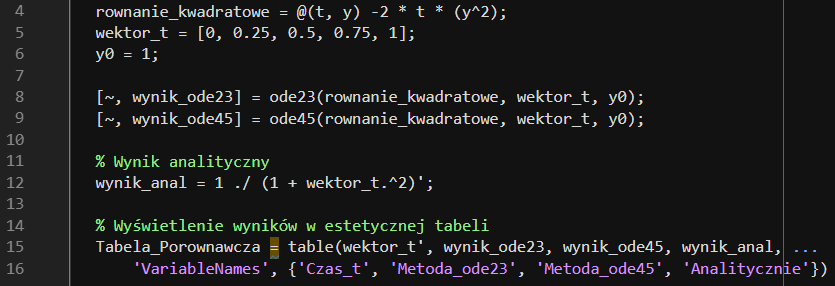 4 rownanie_kwadratowe = @(t, y) -2 * t * (y^2);
5 wektor_t = [0, 0.25, 0.5, 0.75, 1];
6 y0 = 1;
7
8 [~, wynik_ode23] = ode23(rownanie_kwadratowe, wektor_t, y0);
9 [~, wynik_ode45] = ode45(rownanie_kwadratowe, wektor_t, y0);
10
11 % Wynik analityczny
12 wynik_anal = 1 ./ (1 + wektor_t.^2)';
13
14 % Wyświetlenie wyników w estetycznej tabeli
15 Tabela_Porownawcza = table(wektor_t', wynik_ode23, wynik_ode45, wynik_anal, ...
16 'VariableNames', {'Czas_t', 'Metoda_ode23', 'Metoda_ode45', 'Analitycznie'})